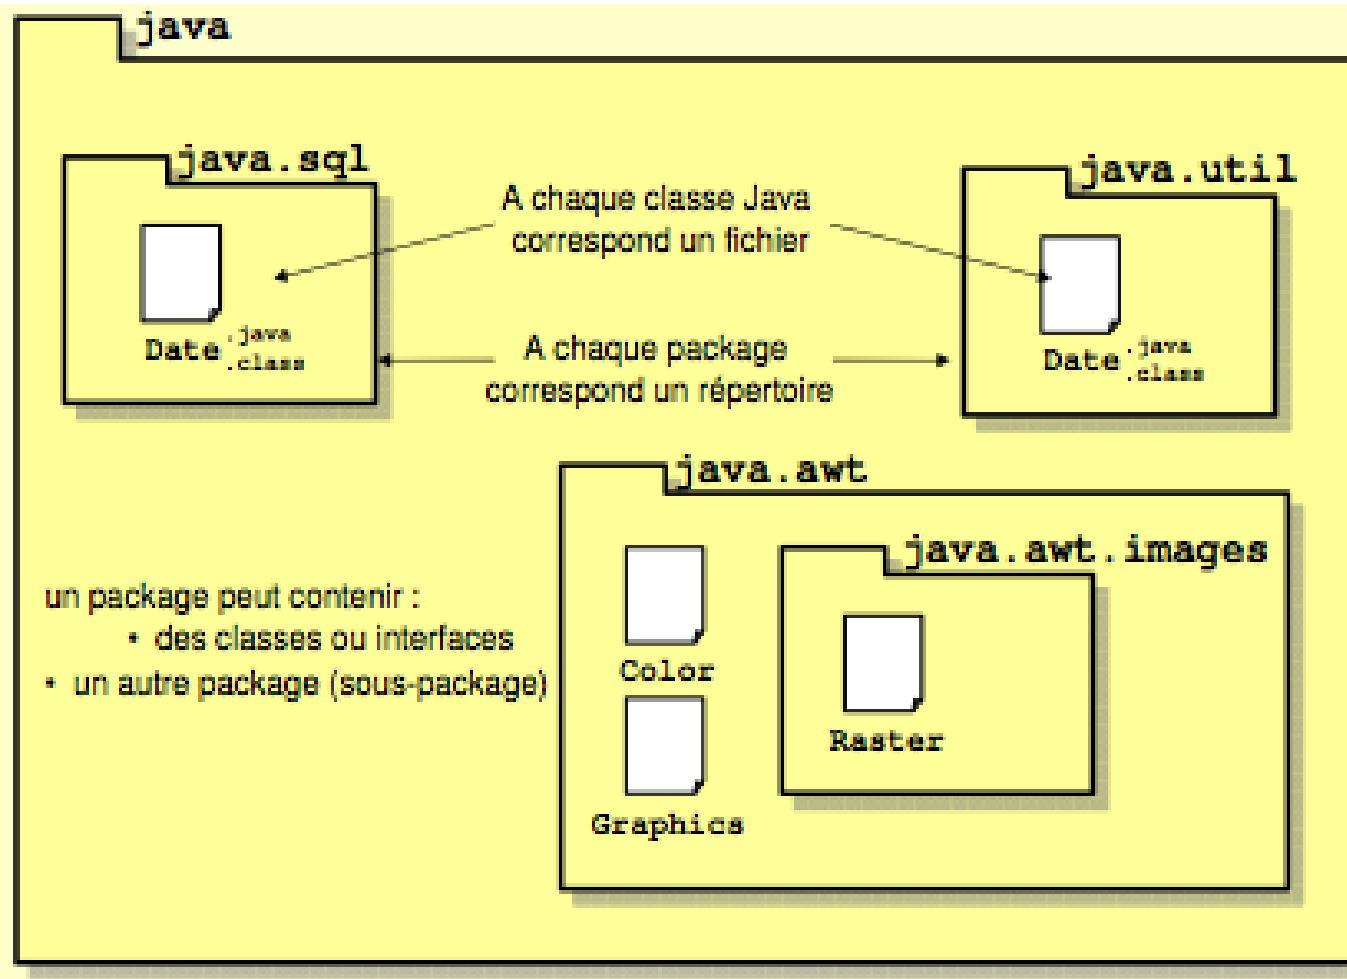 java
java.sql
java.util
A chaque classe Java
correspond un fichier
Date .java
.class
Date .java
.class
A chaque package
correspond un répertoire
java.awt
java.awt.images
un package peut contenir :
• des classes ou interfaces
• un autre package (sous-package)
Color
Raster
Graphics